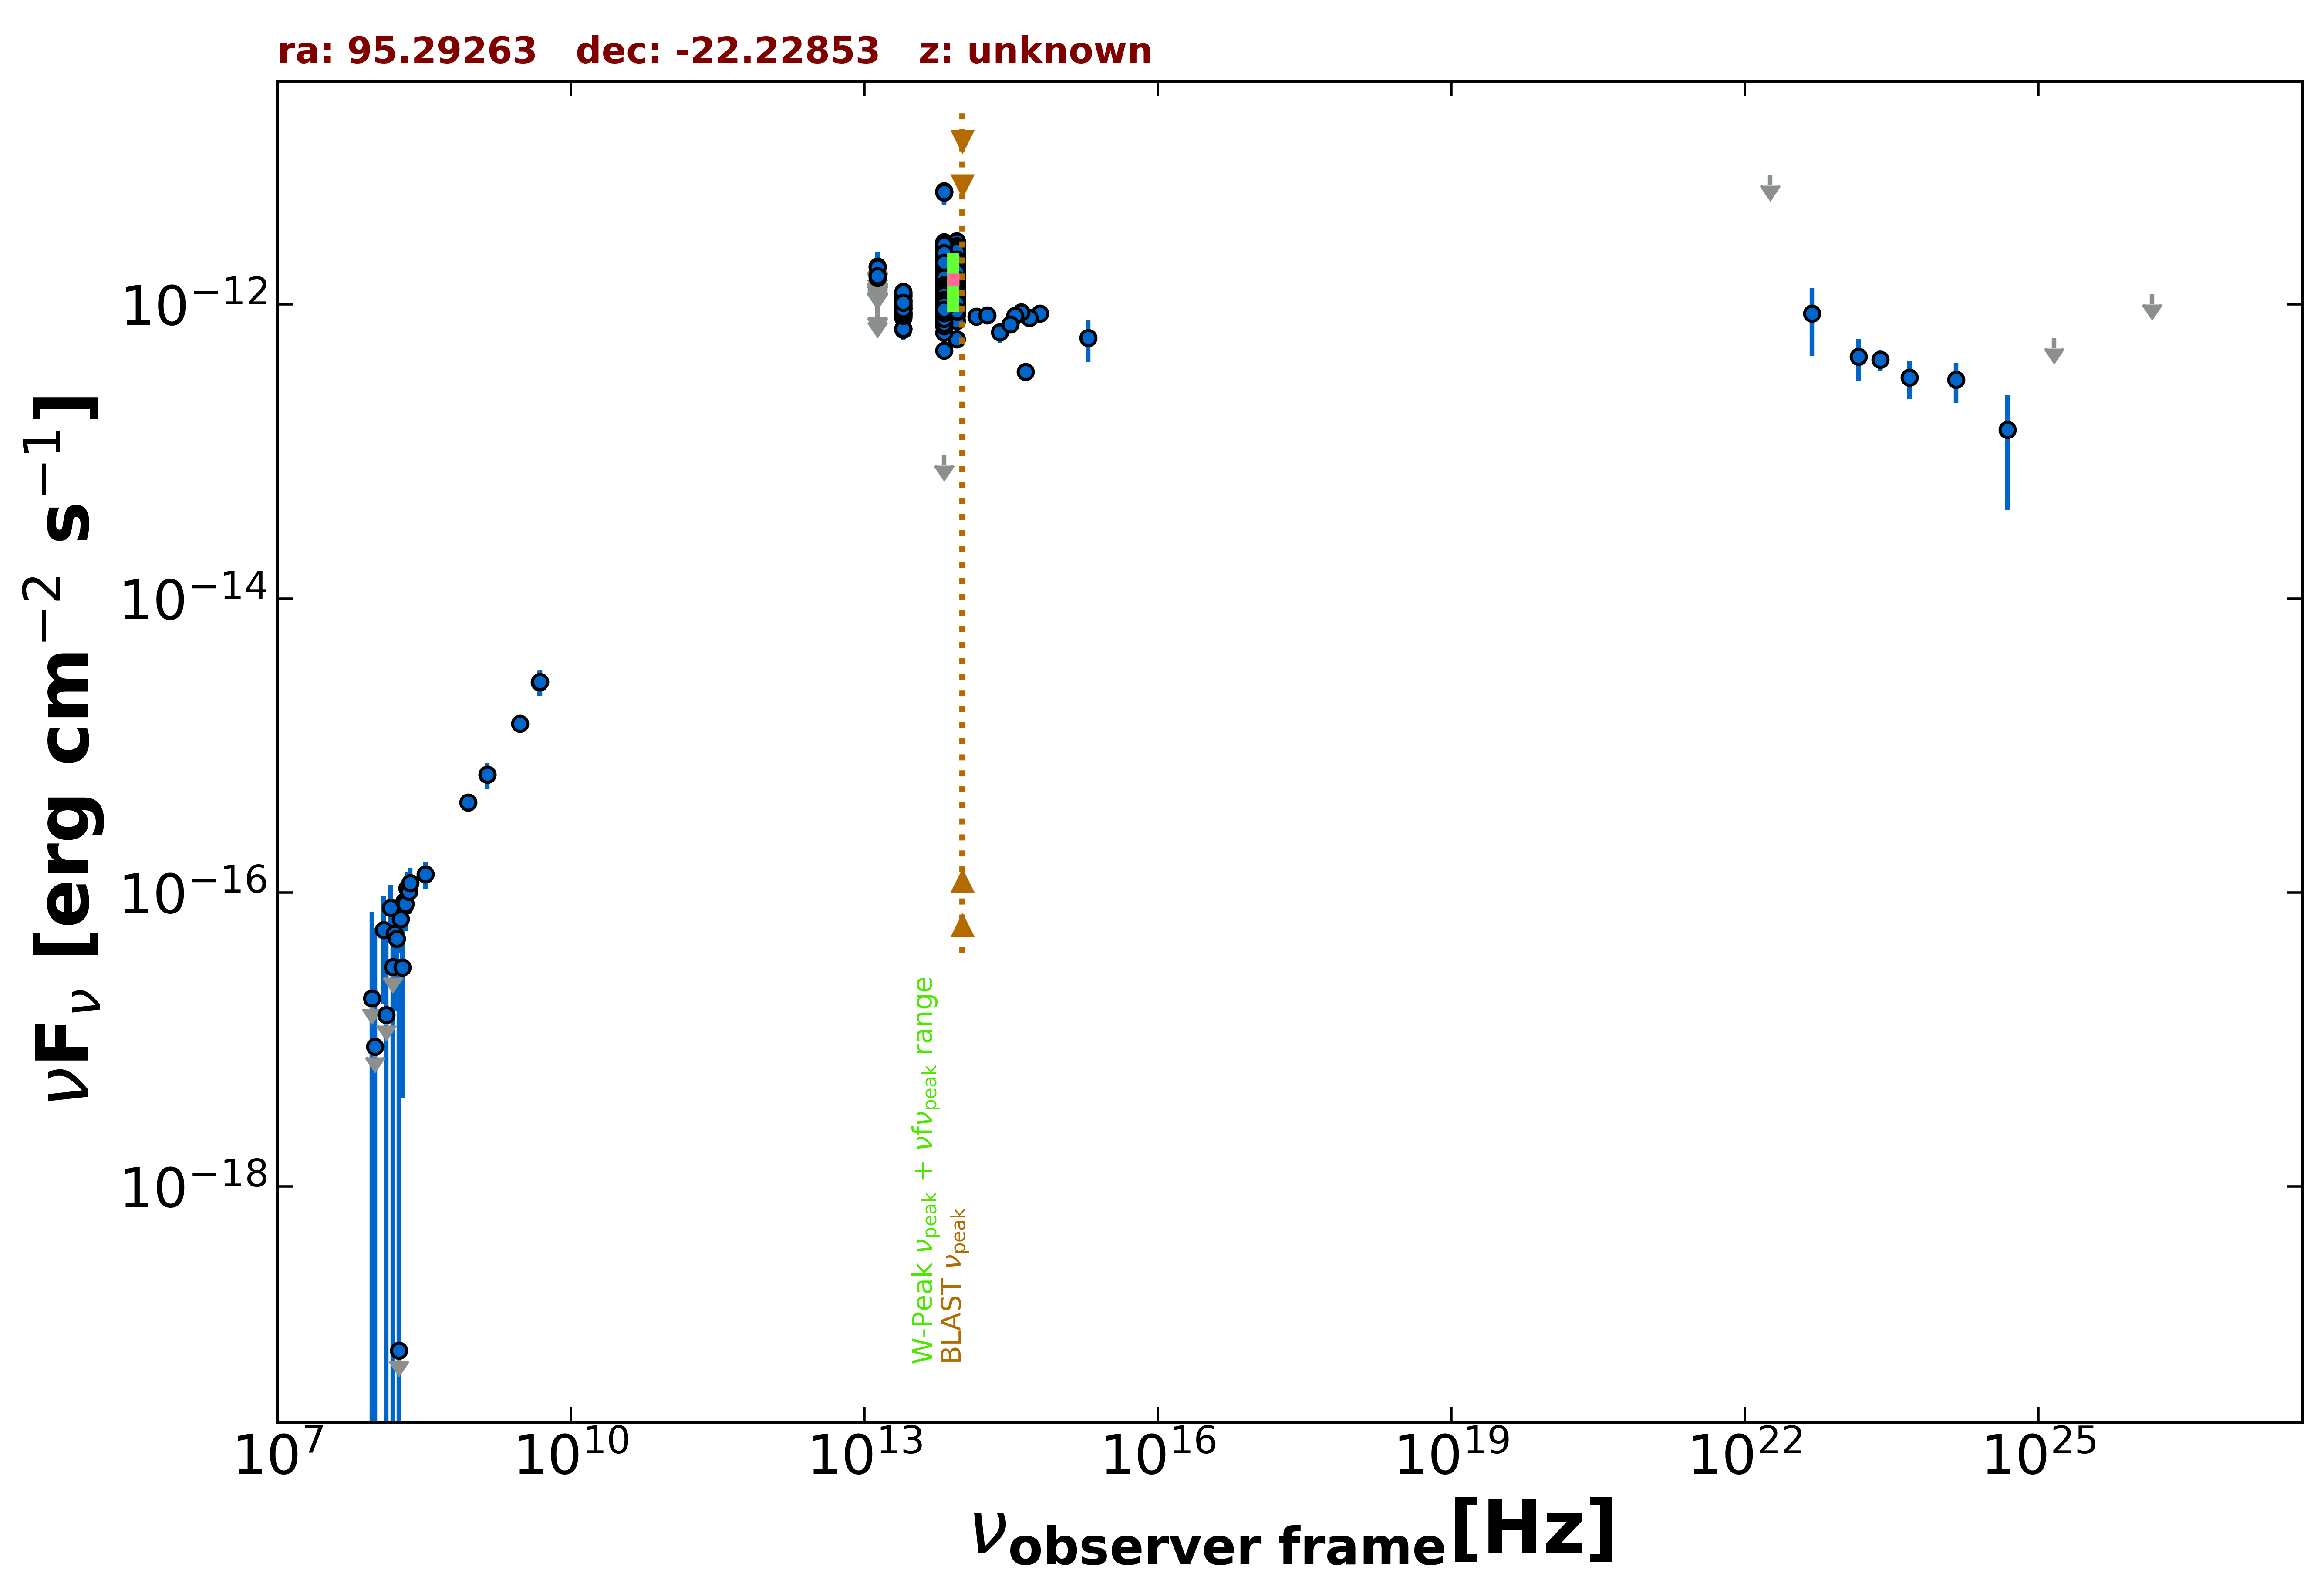 ra: 95.29263 dec: -22.22853 z: unknown
νFν [erg cm−2 s−1]
10−12
10−14
10−16
10−18
W-Peak νpeak + νfνpeak range
BLAST νpeak
107 1010 1013 1016 1019 1022 1025
νobserver frame[Hz]